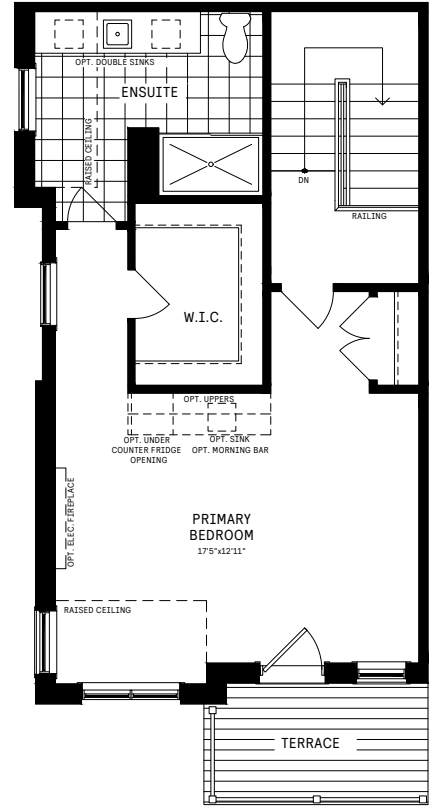 OPT. DOUBLE SINKS
ENSUITE
RAISED CEILING
DN
RAILING
W.I.C.
OPT. UPPERS
OPT. UNDER
COUNTER FRIDGE
OPENING
OPT. SINK
OPT. MORNING BAR
OPT. ELEC. FIREPLACE
PRIMARY
BEDROOM
17'5"x12'11"
RAISED CEILING
TERRACE